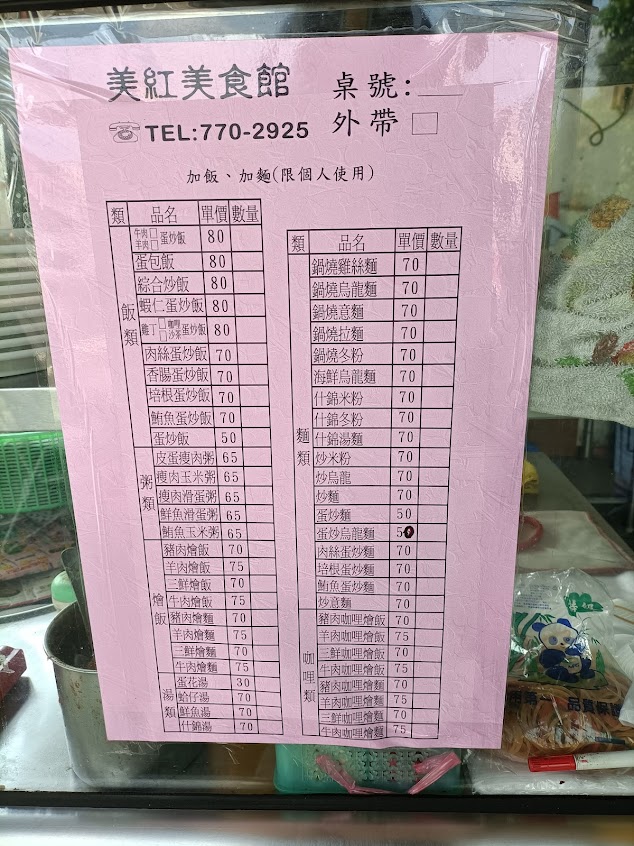 美紅美食館
桌號:
TEL:770-2925
外帶 □
加飯、加麵(限個人使用)
類 品名 單價 數量
飯類
牛肉□ 羊肉□ 蛋炒飯 80
蛋包飯 80
綜合炒飯 80
蝦仁蛋炒飯 80
雞丁 □咖哩 □沙茶 蛋炒飯 80
肉絲蛋炒飯 70
香腸蛋炒飯 70
培根蛋炒飯 70
鮪魚蛋炒飯 70
蛋炒飯 50
粥類
皮蛋瘦肉粥 65
瘦肉玉米粥 65
瘦肉滑蛋粥 65
鮮魚滑蛋粥 65
鮪魚玉米粥 65
燴飯
豬肉燴飯 70
羊肉燴飯 75
三鮮燴飯 70
牛肉燴飯 75
豬肉燴麵 70
羊肉燴麵 75
三鮮燴麵 70
牛肉燴麵 75
湯類
蛋花湯 30
蛤仔湯 70
鮮魚湯 70
什錦湯 70
類 品名 單價 數量
麵類
鍋燒雞絲麵 70
鍋燒烏龍麵 70
鍋燒意麵 70
鍋燒拉麵 70
鍋燒冬粉 70
海鮮烏龍麵 70
什錦米粉 70
什錦冬粉 70
什錦湯麵 70
炒米粉 70
炒烏龍 70
炒麵 70
蛋炒麵 50
蛋炒烏龍麵 50
肉絲蛋炒麵 70
培根蛋炒麵 70
鮪魚蛋炒麵 70
炒意麵 70
咖哩類
豬肉咖哩燴飯 70
羊肉咖哩燴飯 75
三鮮咖哩燴飯 70
牛肉咖哩燴飯 75
豬肉咖哩燴麵 70
羊肉咖哩燴麵 75
三鮮咖哩燴麵 70
牛肉咖哩燴麵 75